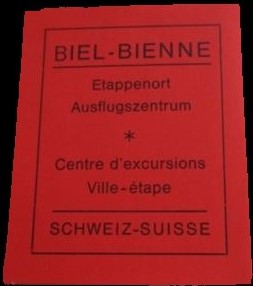 BIEL-BIENNE
Etappenort
Ausflugszentrum
*
Centre d'excursions
Ville-étape
SCHWEIZ-SUISSE